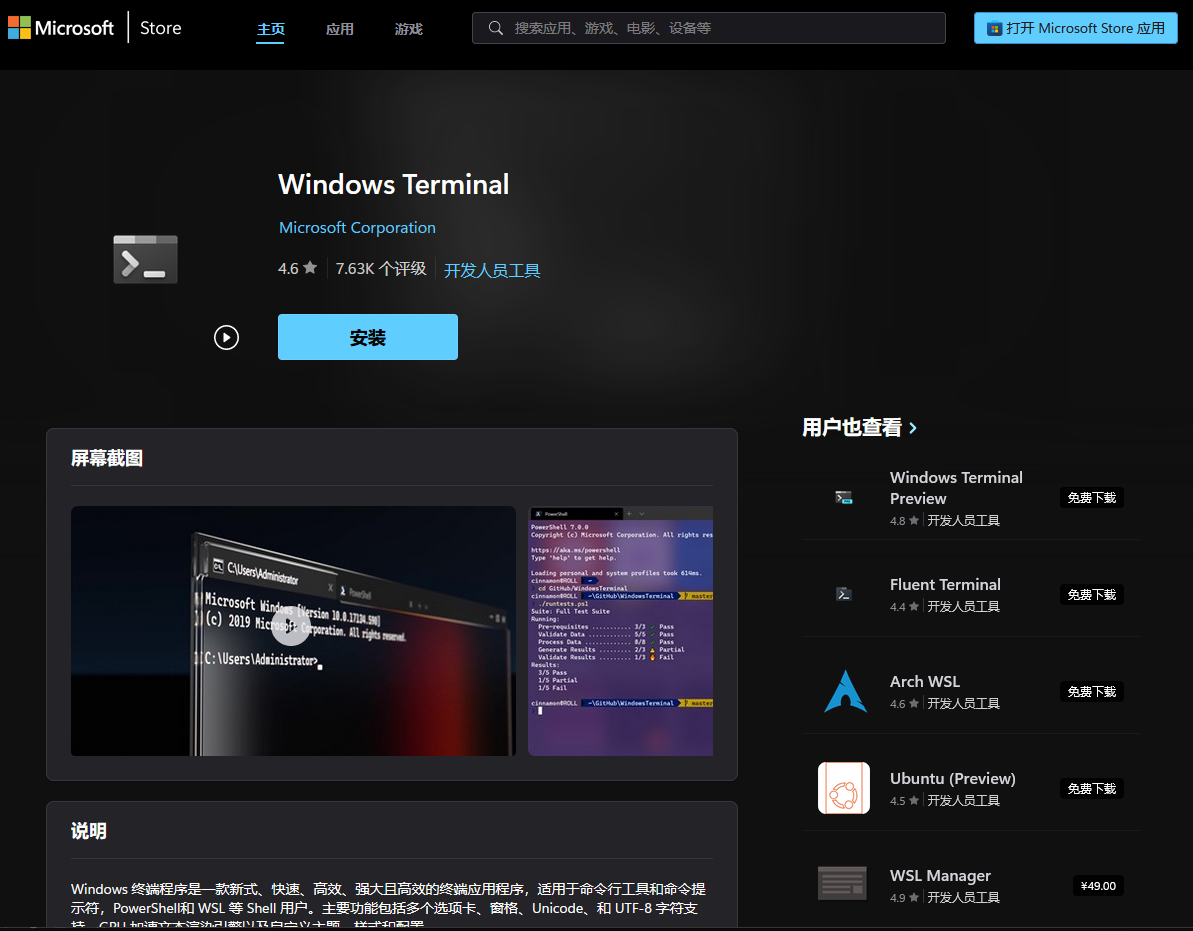 Microsoft
Store
主页
应用
游戏
搜索应用、游戏、电影、设备等
打开 Microsoft Store 应用
Windows Terminal
Microsoft Corporation
4.6
7.63K 个评级
开发人员工具
安装
屏幕截图
C:\Users\Administrator
PowerShell
Microsoft Windows [Version 10.0.17134.590]
(c) 2019 Microsoft Corporation. All rights reserved.
C:\Users\Administrator>
PowerShell
PowerShell 7.0.0
Copyright (c) Microsoft Corporation. All rights res
https://aka.ms/powershell
Type 'help' to get help.
Loading personal and system profiles took 614ms.
cinnamon@ROLL ~
cd GitHub/WindowsTerminal
cinnamon@ROLL ~\GitHub\WindowsTerminal master
./runtests.ps1
Suite: Full Test Suite
Running:
Pre-requisites ........... 3/3 Pass
Validate Data ............ 5/5 Pass
Process Data ............. 8/8 Pass
Generate Results ......... 2/3 Partial
Validate Results ......... 1/3 Fail
Results:
3/5 Pass
1/5 Partial
1/5 Fail
cinnamon@ROLL ~\GitHub\WindowsTerminal master
说明
Windows 终端程序是一款新式、快速、高效、强大且高效的终端应用程序，适用于命令行工具和命令提
示符，PowerShell和 WSL 等 Shell 用户。主要功能包括多个选项卡、窗格、Unicode、和 UTF-8 字符支
持，GPU 加速文本渲染引擎以及自定义主题、样式和配置
用户也查看
Windows Terminal
Preview
4.8
开发人员工具
免费下载
Fluent Terminal
4.4
开发人员工具
免费下载
Arch WSL
4.6
开发人员工具
免费下载
Ubuntu (Preview)
4.5
开发人员工具
免费下载
WSL Manager
4.9
开发人员工具
¥49.00